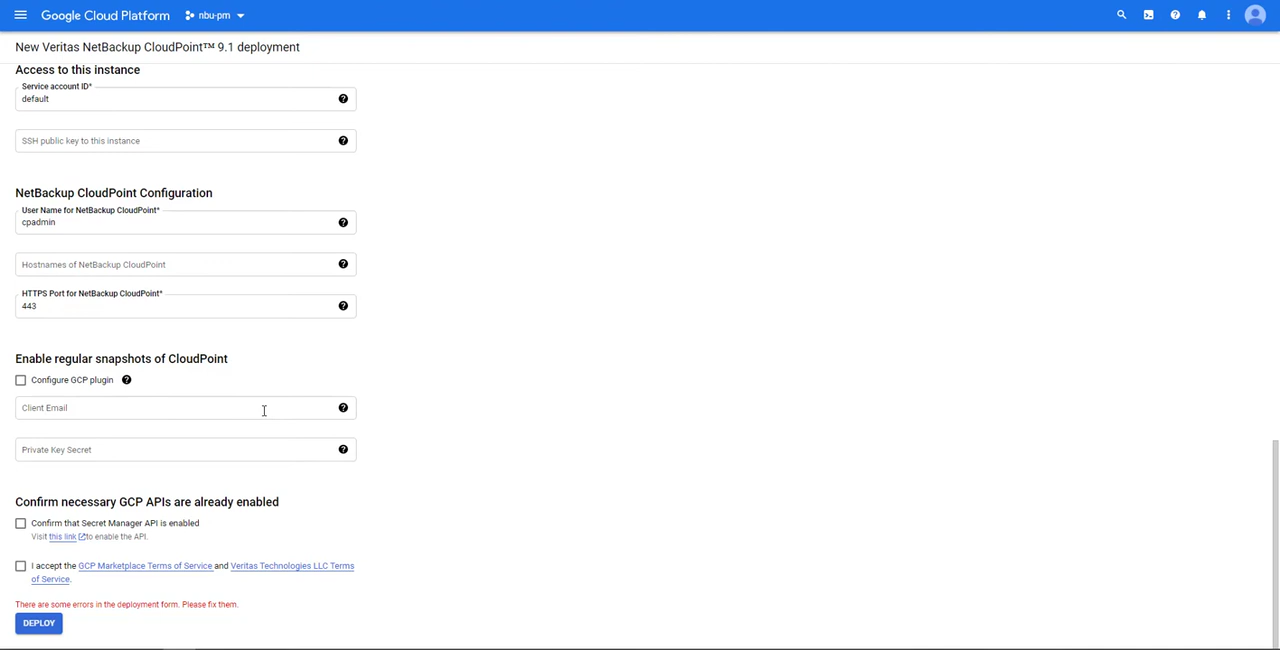 Google Cloud Platform nbu-pm
New Veritas NetBackup CloudPoint™ 9.1 deployment
Access to this instance
Service account ID*
default
SSH public key to this instance
NetBackup CloudPoint Configuration
User Name for NetBackup CloudPoint*
cpadmin
Hostnames of NetBackup CloudPoint
HTTPS Port for NetBackup CloudPoint*
443
Enable regular snapshots of CloudPoint
Configure GCP plugin
Client Email
Private Key Secret
Confirm necessary GCP APIs are already enabled
Confirm that Secret Manager API is enabled
Visit this link to enable the API.
I accept the GCP Marketplace Terms of Service and Veritas Technologies LLC Terms
of Service.
There are some errors in the deployment form. Please fix them.
DEPLOY